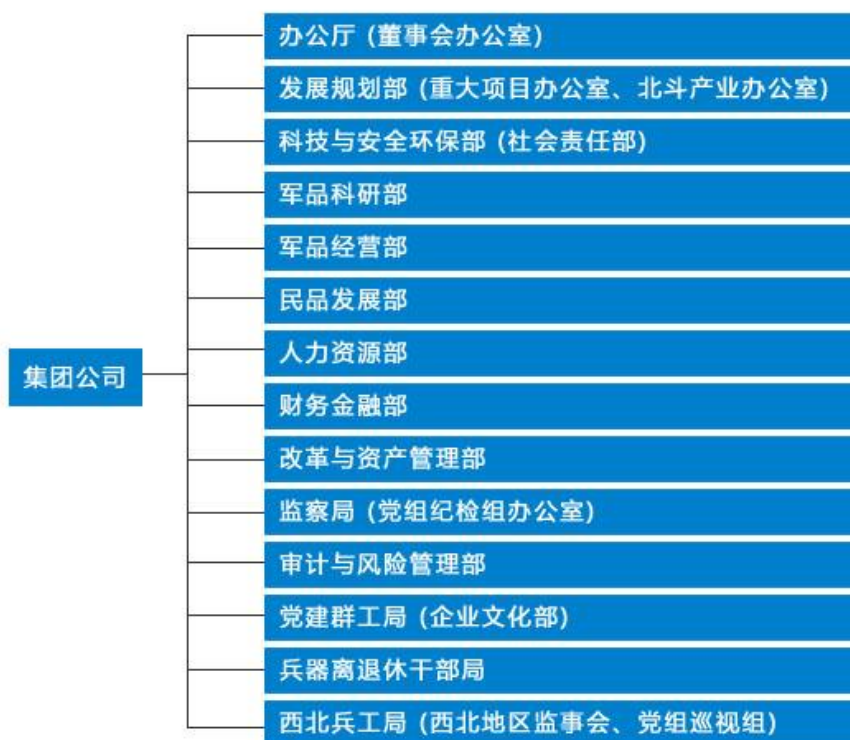 办公厅 (董事会办公室)
发展规划部 (重大项目办公室、北斗产业办公室)
科技与安全环保部 (社会责任部)
军品科研部
军品经营部
民品发展部
人力资源部
集团公司
财务金融部
改革与资产管理部
监察局 (党组纪检组办公室)
审计与风险管理部
党建群工局 (企业文化部)
兵器离退休干部局
西北兵工局 (西北地区监事会、党组巡视组)